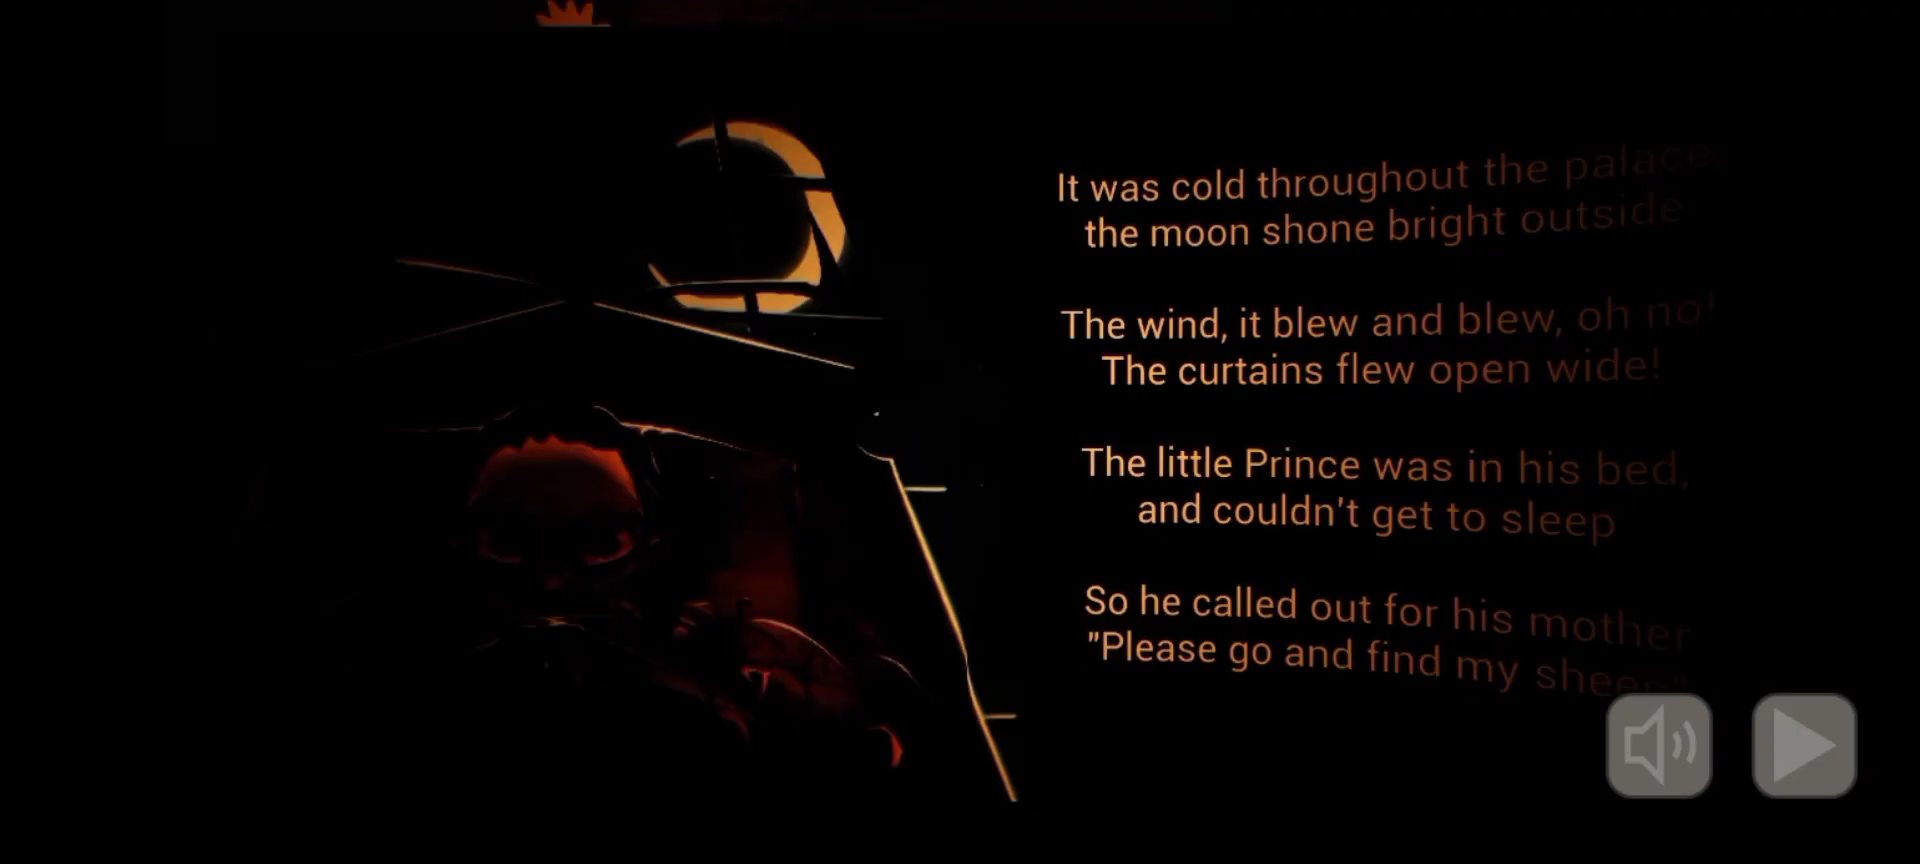 It was cold throughout the palace,
the moon shone bright outside
The wind, it blew and blew, oh no!
The curtains flew open wide!
The little Prince was in his bed,
and couldn't get to sleep
So he called out for his mother
"Please go and find my sheep"